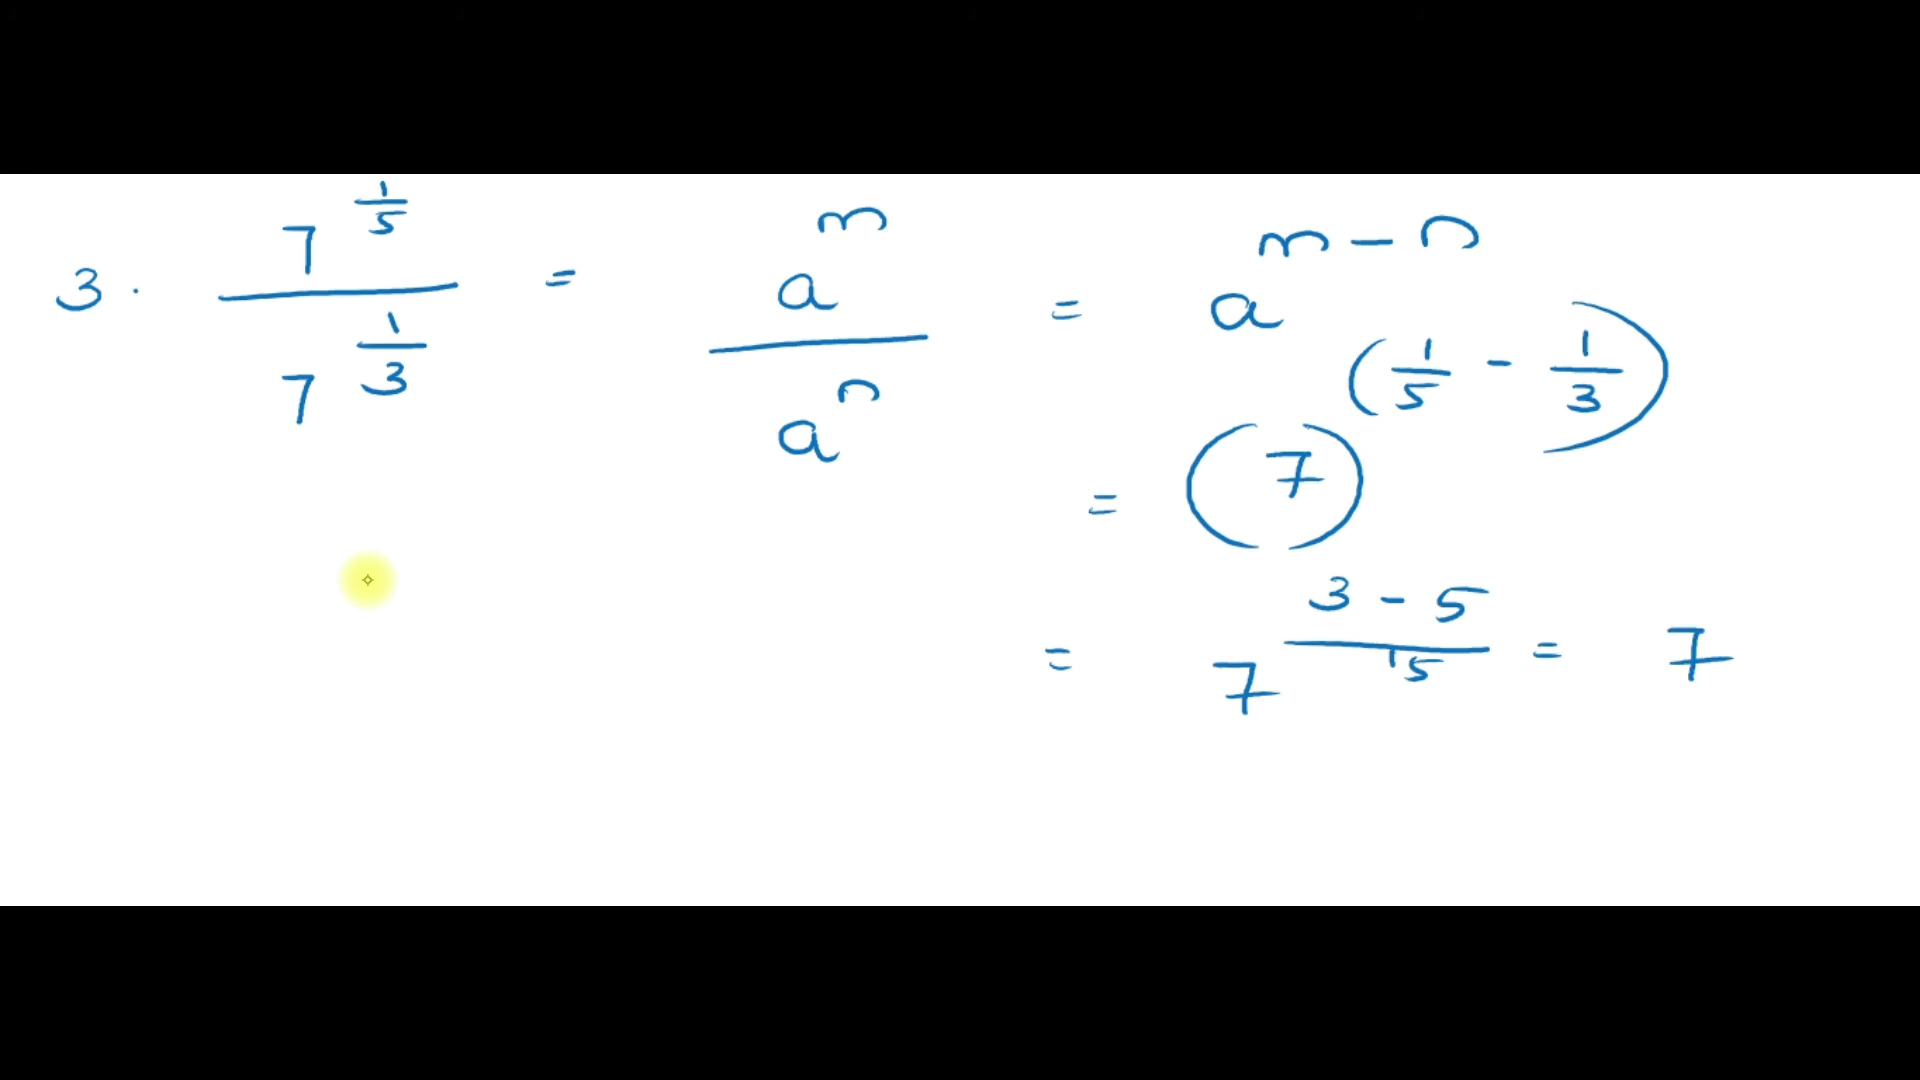 3. 7^(1/5) / 7^(1/3) = a^m / a^n = a^(m-n)
= (7)^(1/5 - 1/3)
= 7^((3-5)/15) = 7